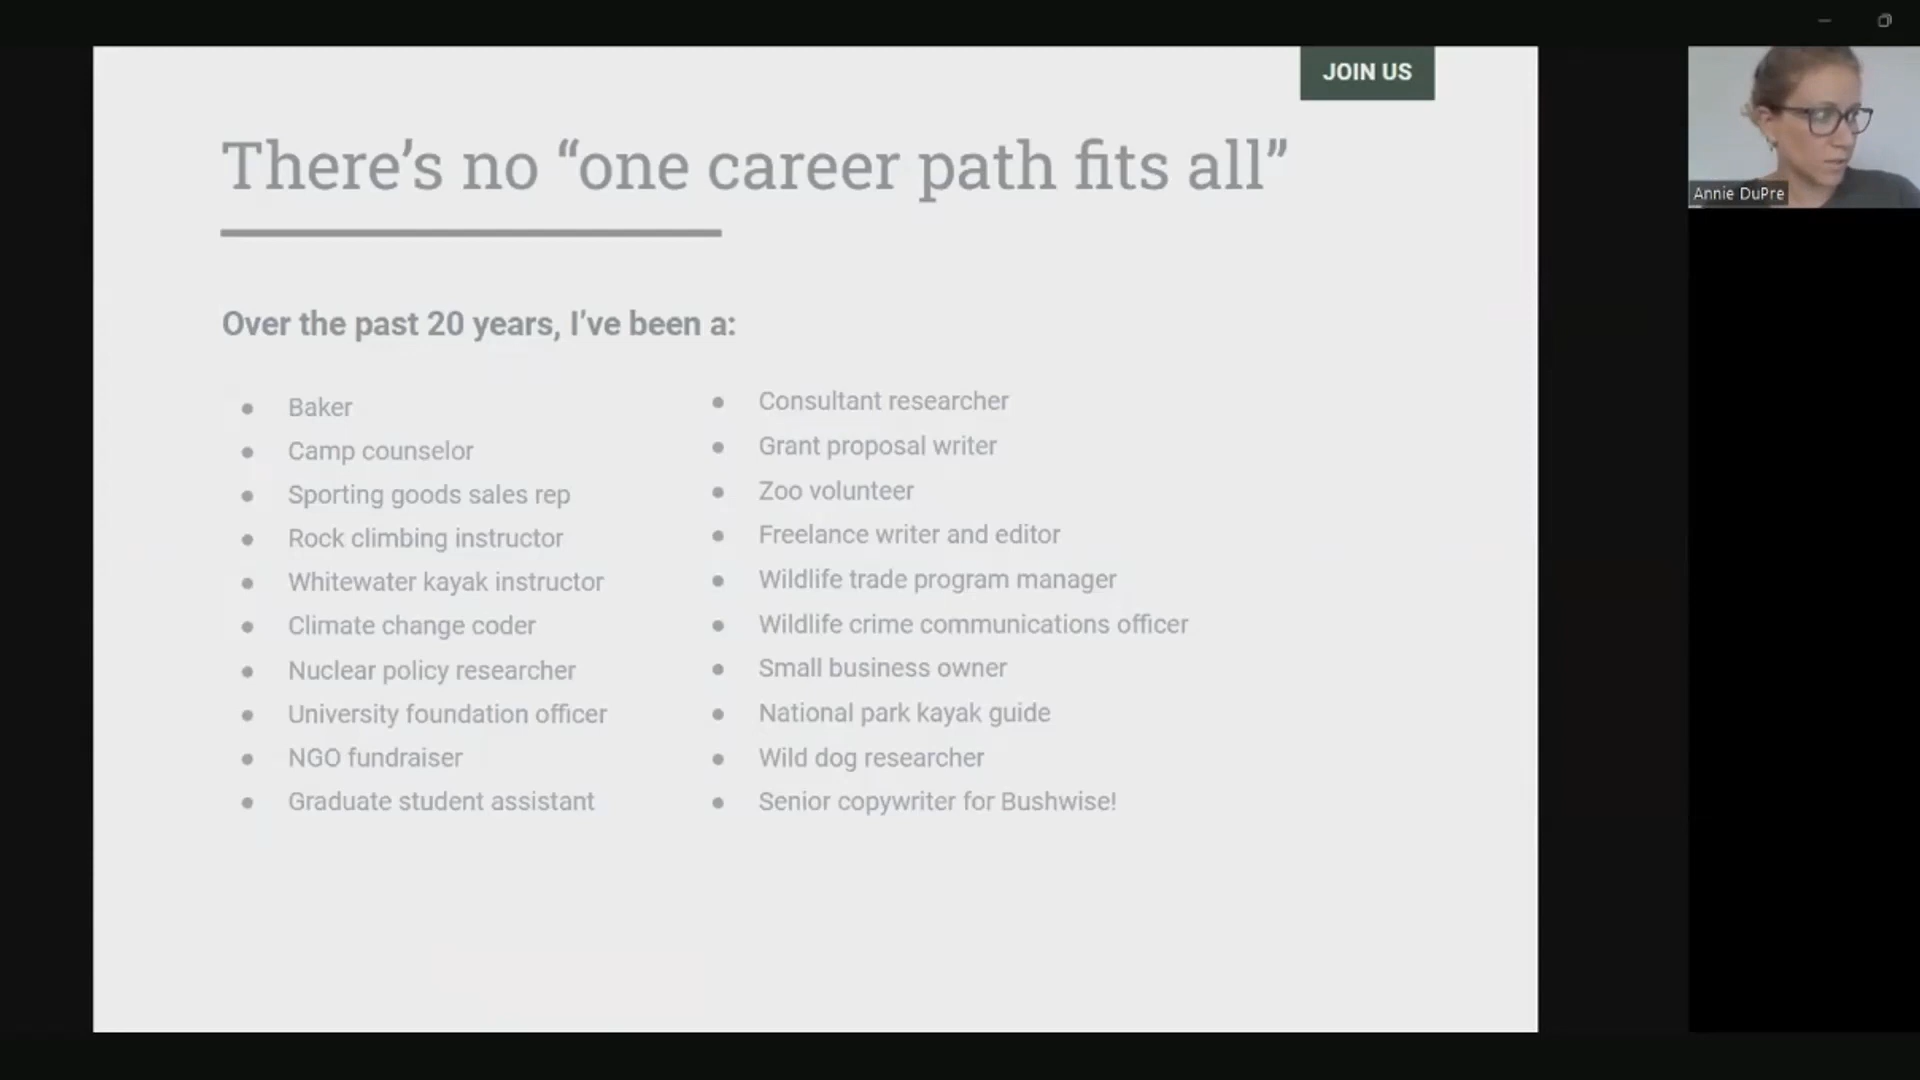 JOIN US
There’s no “one career path fits all”
Over the past 20 years, I’ve been a:
● Baker
● Camp counselor
● Sporting goods sales rep
● Rock climbing instructor
● Whitewater kayak instructor
● Climate change coder
● Nuclear policy researcher
● University foundation officer
● NGO fundraiser
● Graduate student assistant
● Consultant researcher
● Grant proposal writer
● Zoo volunteer
● Freelance writer and editor
● Wildlife trade program manager
● Wildlife crime communications officer
● Small business owner
● National park kayak guide
● Wild dog researcher
● Senior copywriter for Bushwise!
Annie DuPre